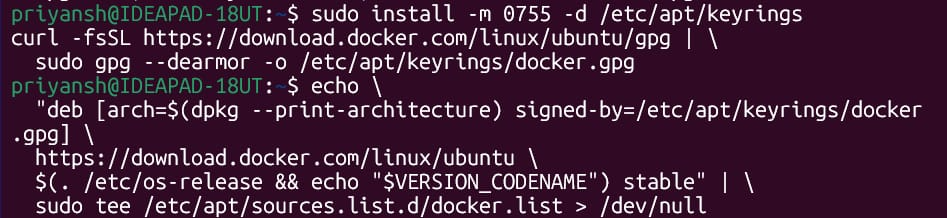 priyansh@IDEAPAD-18UT:~$ sudo install -m 0755 -d /etc/apt/keyrings
curl -fsSL https://download.docker.com/linux/ubuntu/gpg | \
  sudo gpg --dearmor -o /etc/apt/keyrings/docker.gpg
priyansh@IDEAPAD-18UT:~$ echo \
  "deb [arch=$(dpkg --print-architecture) signed-by=/etc/apt/keyrings/docker
.gpg] \
  https://download.docker.com/linux/ubuntu \
  $(. /etc/os-release && echo "$VERSION_CODENAME") stable" | \
  sudo tee /etc/apt/sources.list.d/docker.list > /dev/null